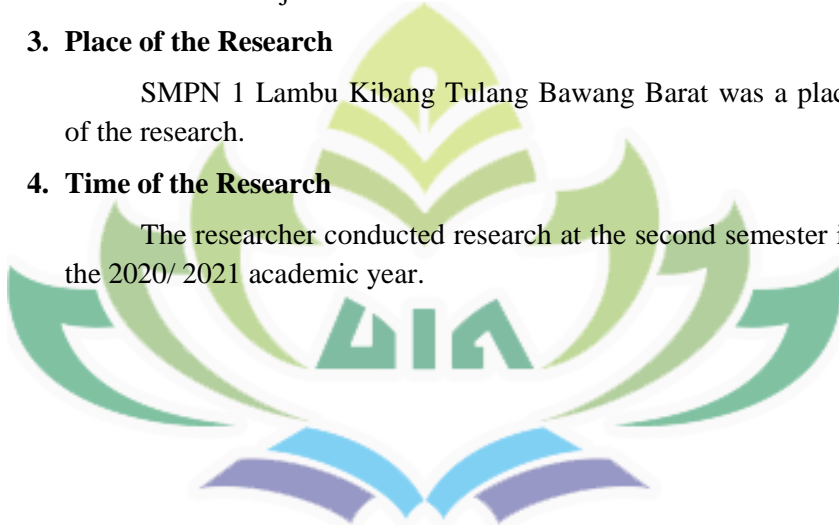 3. Place of the Research
SMPN 1 Lambu Kibang Tulang Bawang Barat was a plac
of the research.
4. Time of the Research
The researcher conducted research at the second semester i
the 2020/ 2021 academic year.
UIN